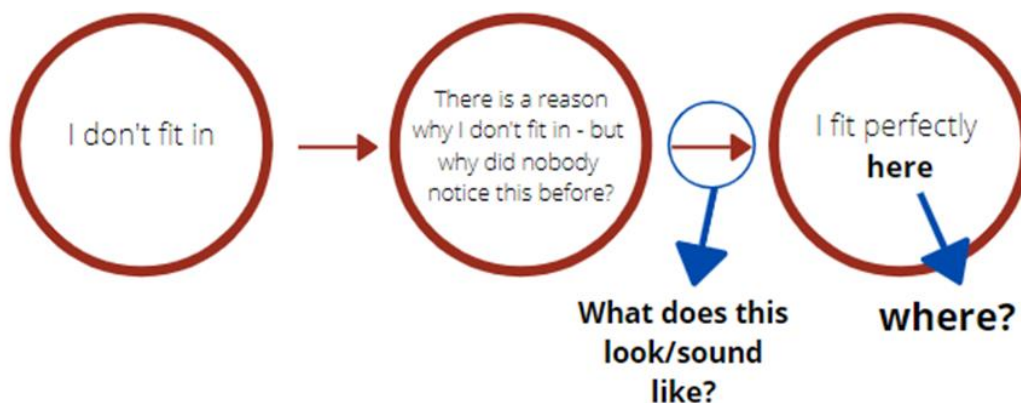 I don't fit in
There is a reason
why I don't fit in - but
why did nobody
notice this before?
I fit perfectly
here
What does this
look/sound
like?
where?